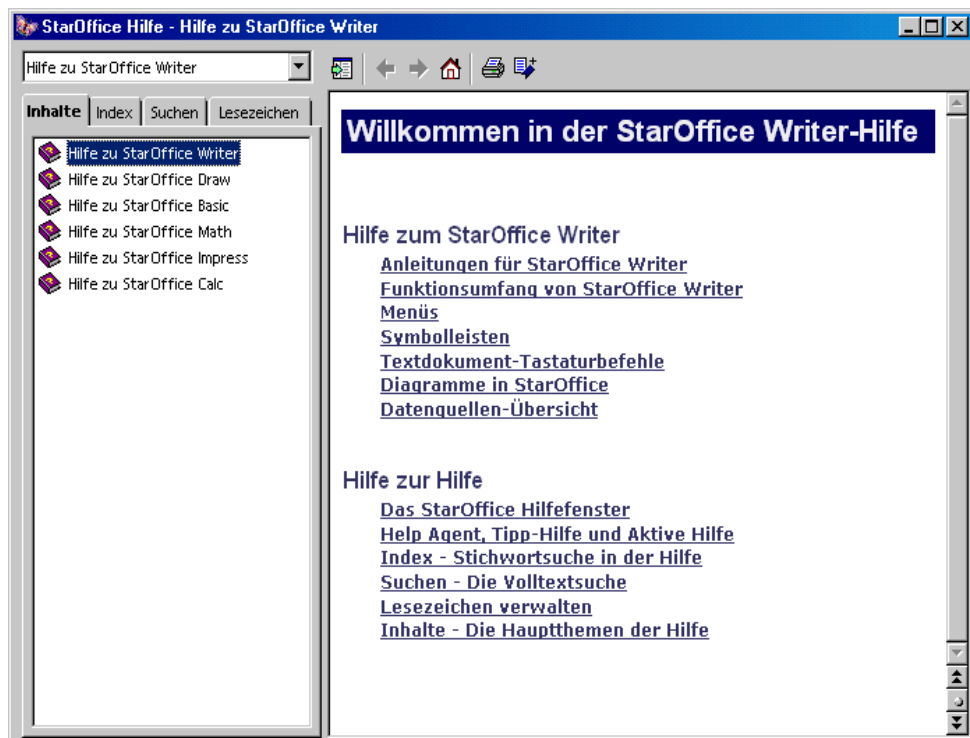 StarOffice Hilfe - Hilfe zu StarOffice Writer
Hilfe zu StarOffice Writer
Inhalte Index Suchen Lesezeichen
Hilfe zu StarOffice Writer
Hilfe zu StarOffice Draw
Hilfe zu StarOffice Basic
Hilfe zu StarOffice Math
Hilfe zu StarOffice Impress
Hilfe zu StarOffice Calc
Willkommen in der StarOffice Writer-Hilfe
Hilfe zum StarOffice Writer
Anleitungen für StarOffice Writer
Funktionsumfang von StarOffice Writer
Menüs
Symbolleisten
Textdokument-Tastaturbefehle
Diagramme in StarOffice
Datenquellen-Übersicht
Hilfe zur Hilfe
Das StarOffice Hilfefenster
Help Agent, Tipp-Hilfe und Aktive Hilfe
Index - Stichwortsuche in der Hilfe
Suchen - Die Volltextsuche
Lesezeichen verwalten
Inhalte - Die Hauptthemen der Hilfe